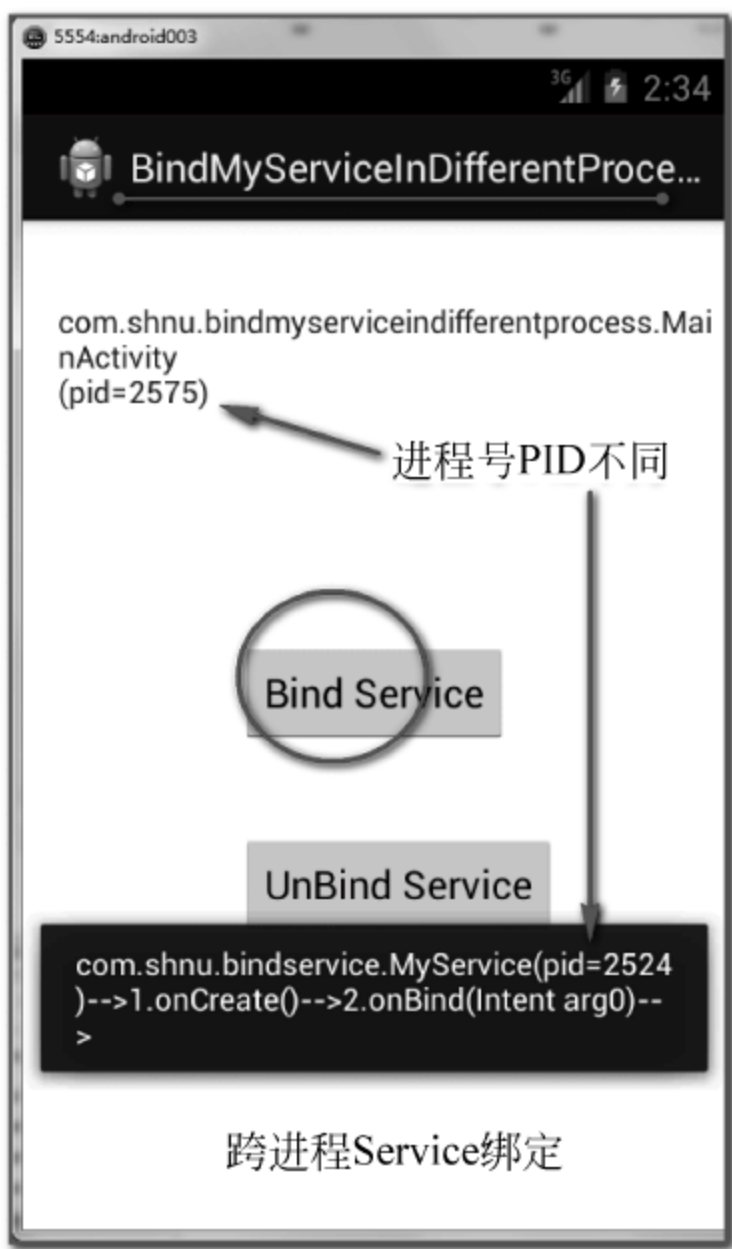 5554:android003
3G 2:34
BindMyServiceInDifferentProce...
com.shnu.bindmyserviceindifferentprocess.Mai
nActivity
(pid=2575)
进程号PID不同
Bind Service
UnBind Service
com.shnu.bindservice.MyService(pid=2524
)-->1.onCreate()-->2.onBind(Intent arg0)--
>
跨进程Service绑定